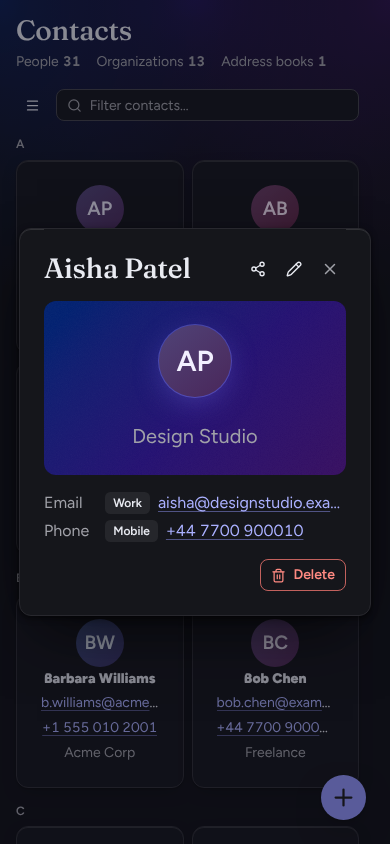 Contacts
People 31 Organizations 13 Address books 1
Filter contacts...
A
AP AB
Aisha Patel
AP
Design Studio
Email Work aisha@designstudio.exa...
Phone Mobile +44 7700 900010
Delete
BW BC
Barbara Williams Bob Chen
b.williams@acme... bob.chen@exam...
+1 555 010 2001 +44 7700 9000...
Acme Corp Freelance
C